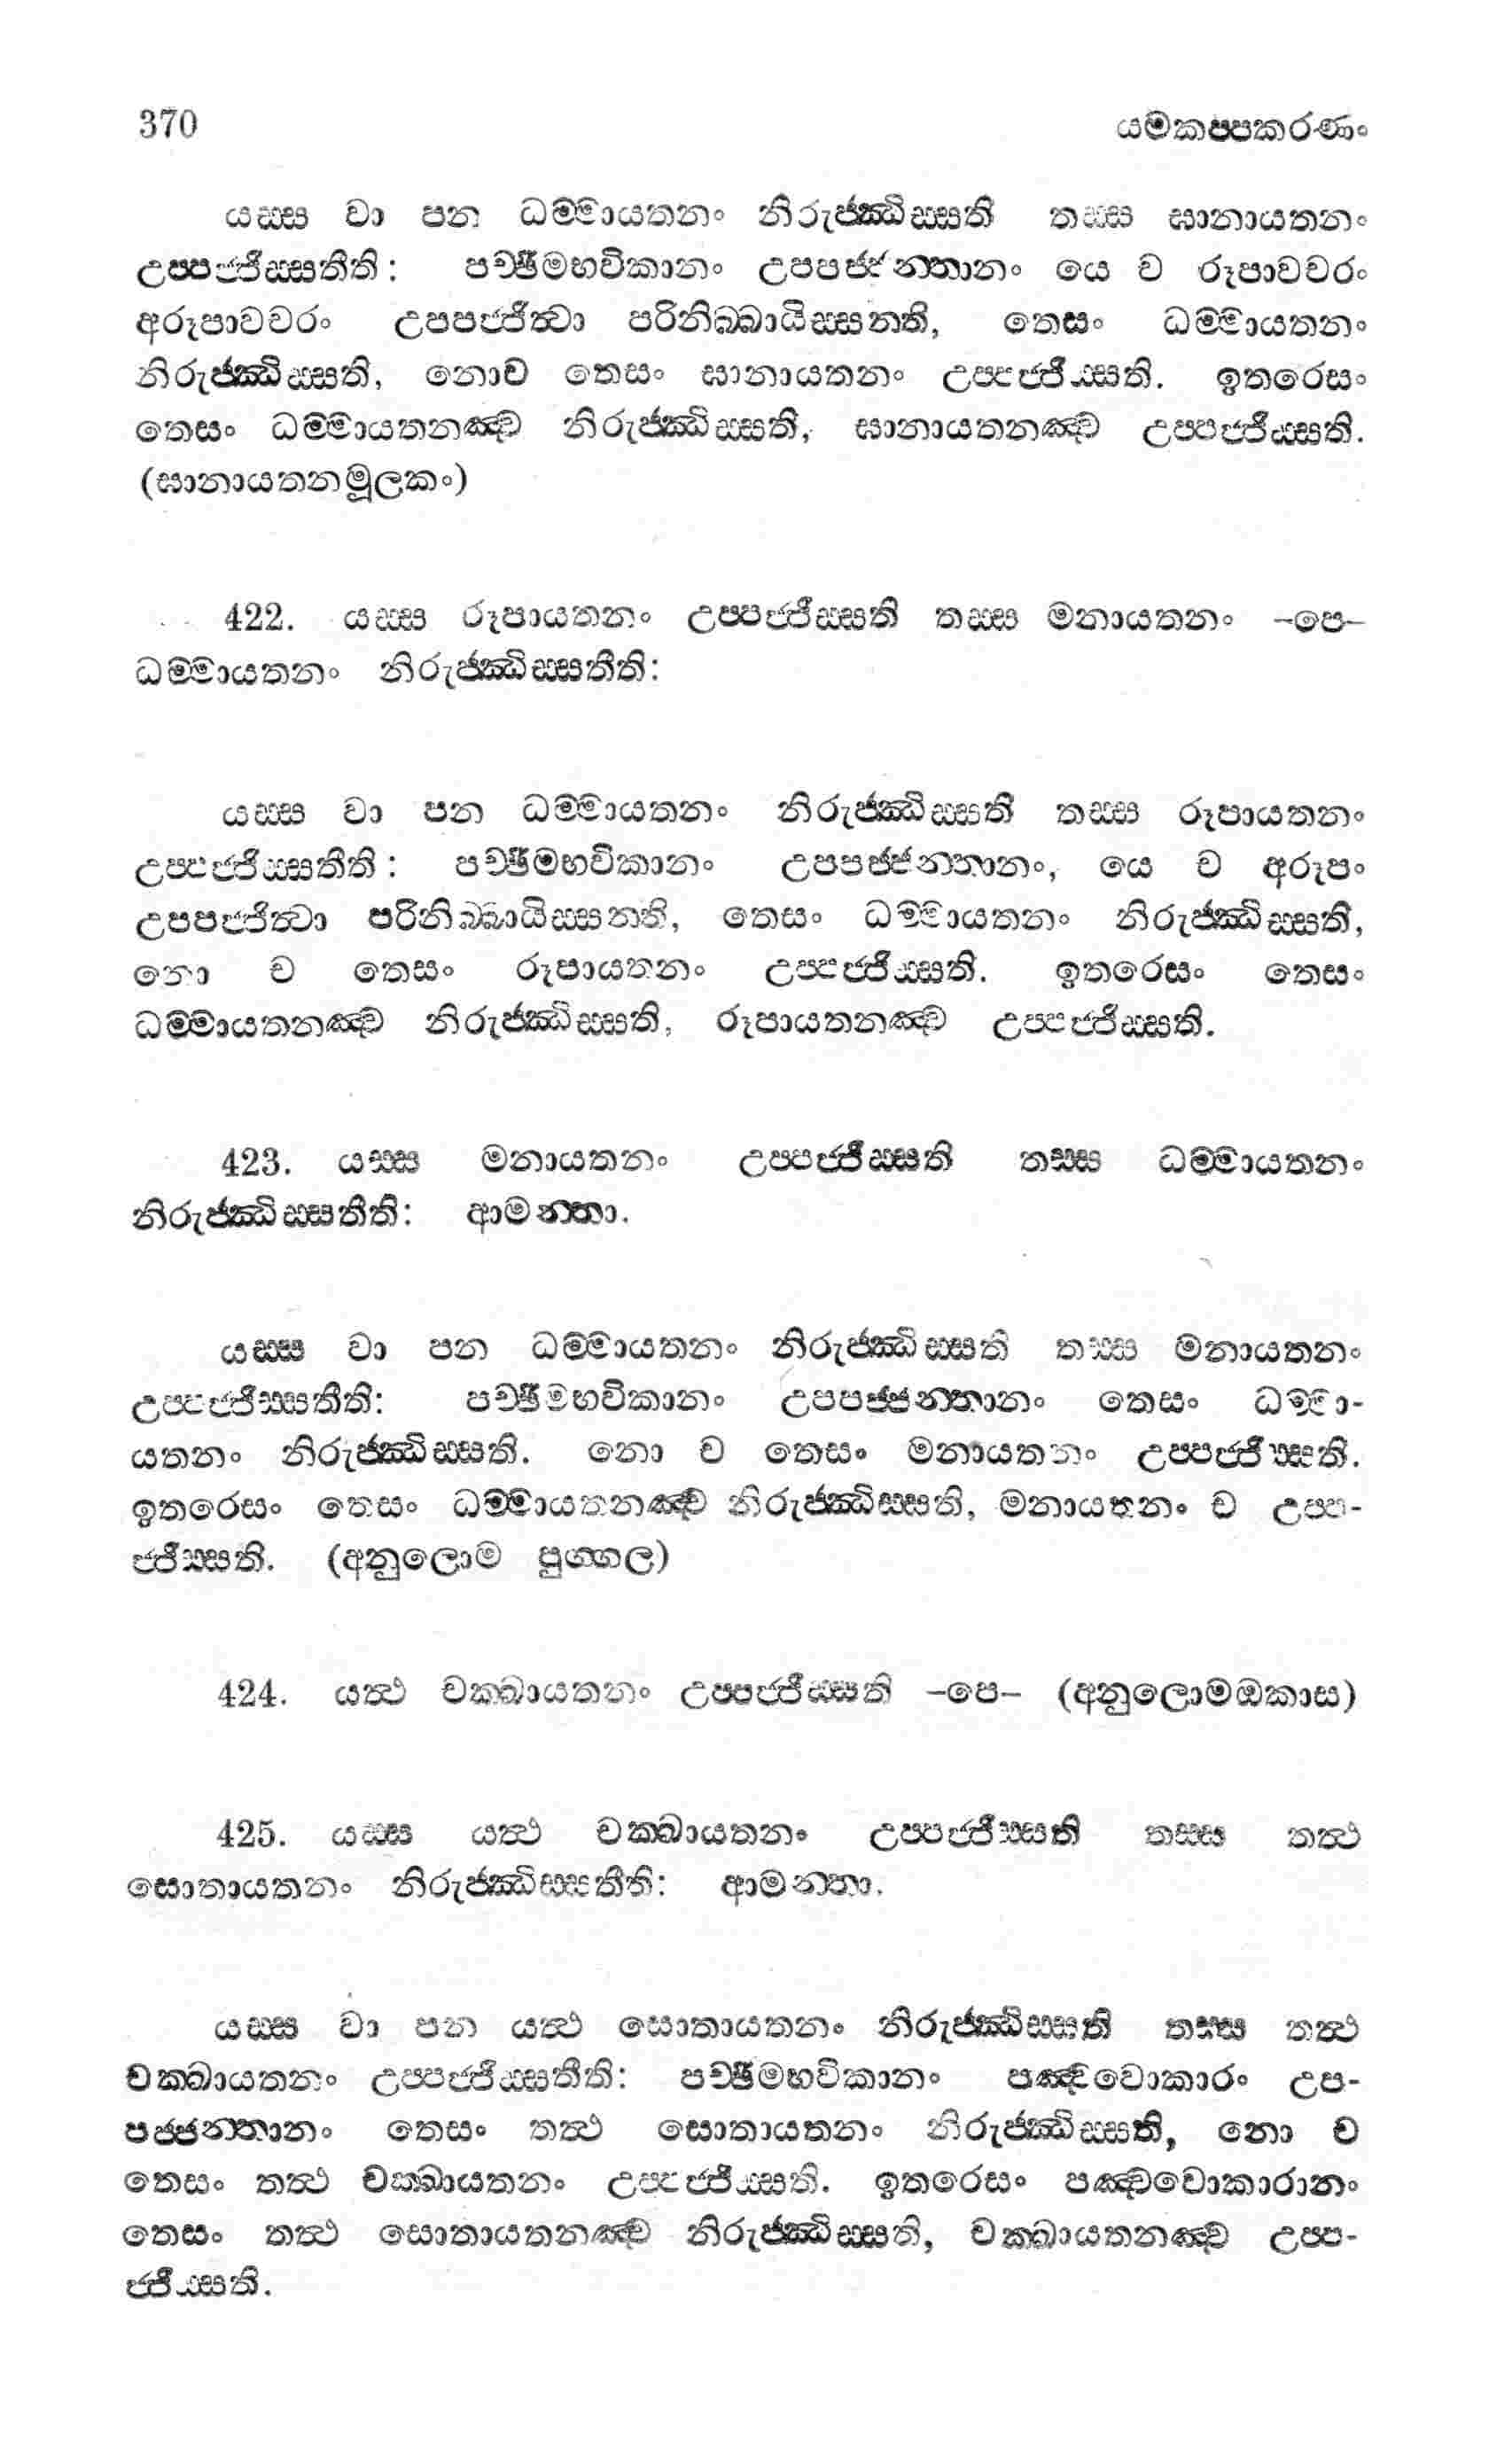 370 යමකප්පකරණං
යස්ස වා පන ධම්මායතනං නිරුජ්ඣිස්සති තස්ස ඝානායතනං
උප්පජ්ජිස්සතීති: පච්ඡිමභවිකානං උපපජ්ජන්තානං යෙ ච රූපාවචරං
අරූපාවචරං උපපජ්ජිත්වා පරිනිබ්බායිස්සන්ති, තෙසං ධම්මායතනං
නිරුජ්ඣිස්සති, නොච තෙසං ඝානායතනං උප්පජ්ජිස්සති. ඉතරෙසං
තෙසං ධම්මායතනඤ්ච නිරුජ්ඣිස්සති, ඝානායතනඤ්ච උප්පජ්ජිස්සති.
(ඝානායතනමූලකං)
422. යස්ස රූපායතනං උප්පජ්ජිස්සති තස්ස මනායතනං -පෙ-
ධම්මායතනං නිරුජ්ඣිස්සතීති:
යස්ස වා පන ධම්මායතනං නිරුජ්ඣිස්සති තස්ස රූපායතනං
උප්පජ්ජිස්සතීති: පච්ඡිමභවිකානං උපපජ්ජන්තානං, යෙ ච අරූපං
උපපජ්ජිත්වා පරිනිබ්බායිස්සන්ති, තෙසං ධම්මායතනං නිරුජ්ඣිස්සති,
නො ච තෙසං රූපායතනං උප්පජ්ජිස්සති. ඉතරෙසං තෙසං
ධම්මායතනඤ්ච නිරුජ්ඣිස්සති, රූපායතනඤ්ච උප්පජ්ජිස්සති.
423. යස්ස මනායතනං උප්පජ්ජිස්සති තස්ස ධම්මායතනං
නිරුජ්ඣිස්සතීති: ආමන්තා.
යස්ස වා පන ධම්මායතනං නිරුජ්ඣිස්සති තස්ස මනායතනං
උප්පජ්ජිස්සතීති: පච්ඡිමභවිකානං උපපජ්ජන්තානං තෙසං ධම්මා-
යතනං නිරුජ්ඣිස්සති. නො ච තෙසං මනායතනං උප්පජ්ජිස්සති.
ඉතරෙසං තෙසං ධම්මායතනඤ්ච නිරුජ්ඣිස්සති, මනායතනං ච උප්ප-
ජ්ජිස්සති. (අනුලොම පුග්ගල)
424. යත්ථ චක්ඛායතනං උප්පජ්ජිස්සති -පෙ- (අනුලොමඔකාස)
425. යස්ස යත්ථ චක්ඛායතනං උප්පජ්ජිස්සති තස්ස තත්ථ
සොතායතනං නිරුජ්ඣිස්සතීති: ආමන්තා.
යස්ස වා පන යත්ථ සොතායතනං නිරුජ්ඣිස්සති තස්ස තත්ථ
චක්ඛායතනං උප්පජ්ජිස්සතීති: පච්ඡිමභවිකානං පඤ්චවොකාරං උප-
පජ්ජන්තානං තෙසං තත්ථ සොතායතනං නිරුජ්ඣිස්සති, නො ච
තෙසං තත්ථ චක්ඛායතනං උප්පජ්ජිස්සති. ඉතරෙසං පඤ්චවොකාරානං
තෙසං තත්ථ සොතායතනඤ්ච නිරුජ්ඣිස්සති, චක්ඛායතනඤ්ච උප්ප-
ජ්ජිස්සති.